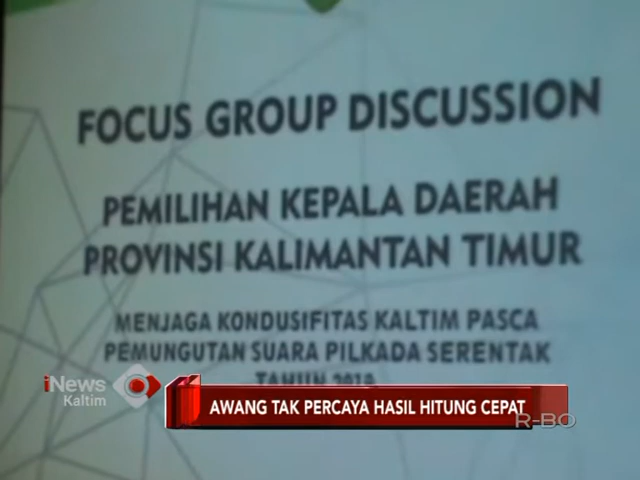 FOCUS GROUP DISCUSSION
PEMILIHAN KEPALA DAERAH
PROVINSI KALIMANTAN TIMUR
MENJAGA KONDUSIFITAS KALTIM PASCA
PEMUNGUTAN SUARA PILKADA SERENTAK
TAHUN
iNews
Kaltim
AWANG TAK PERCAYA HASIL HITUNG CEPAT
R-BO